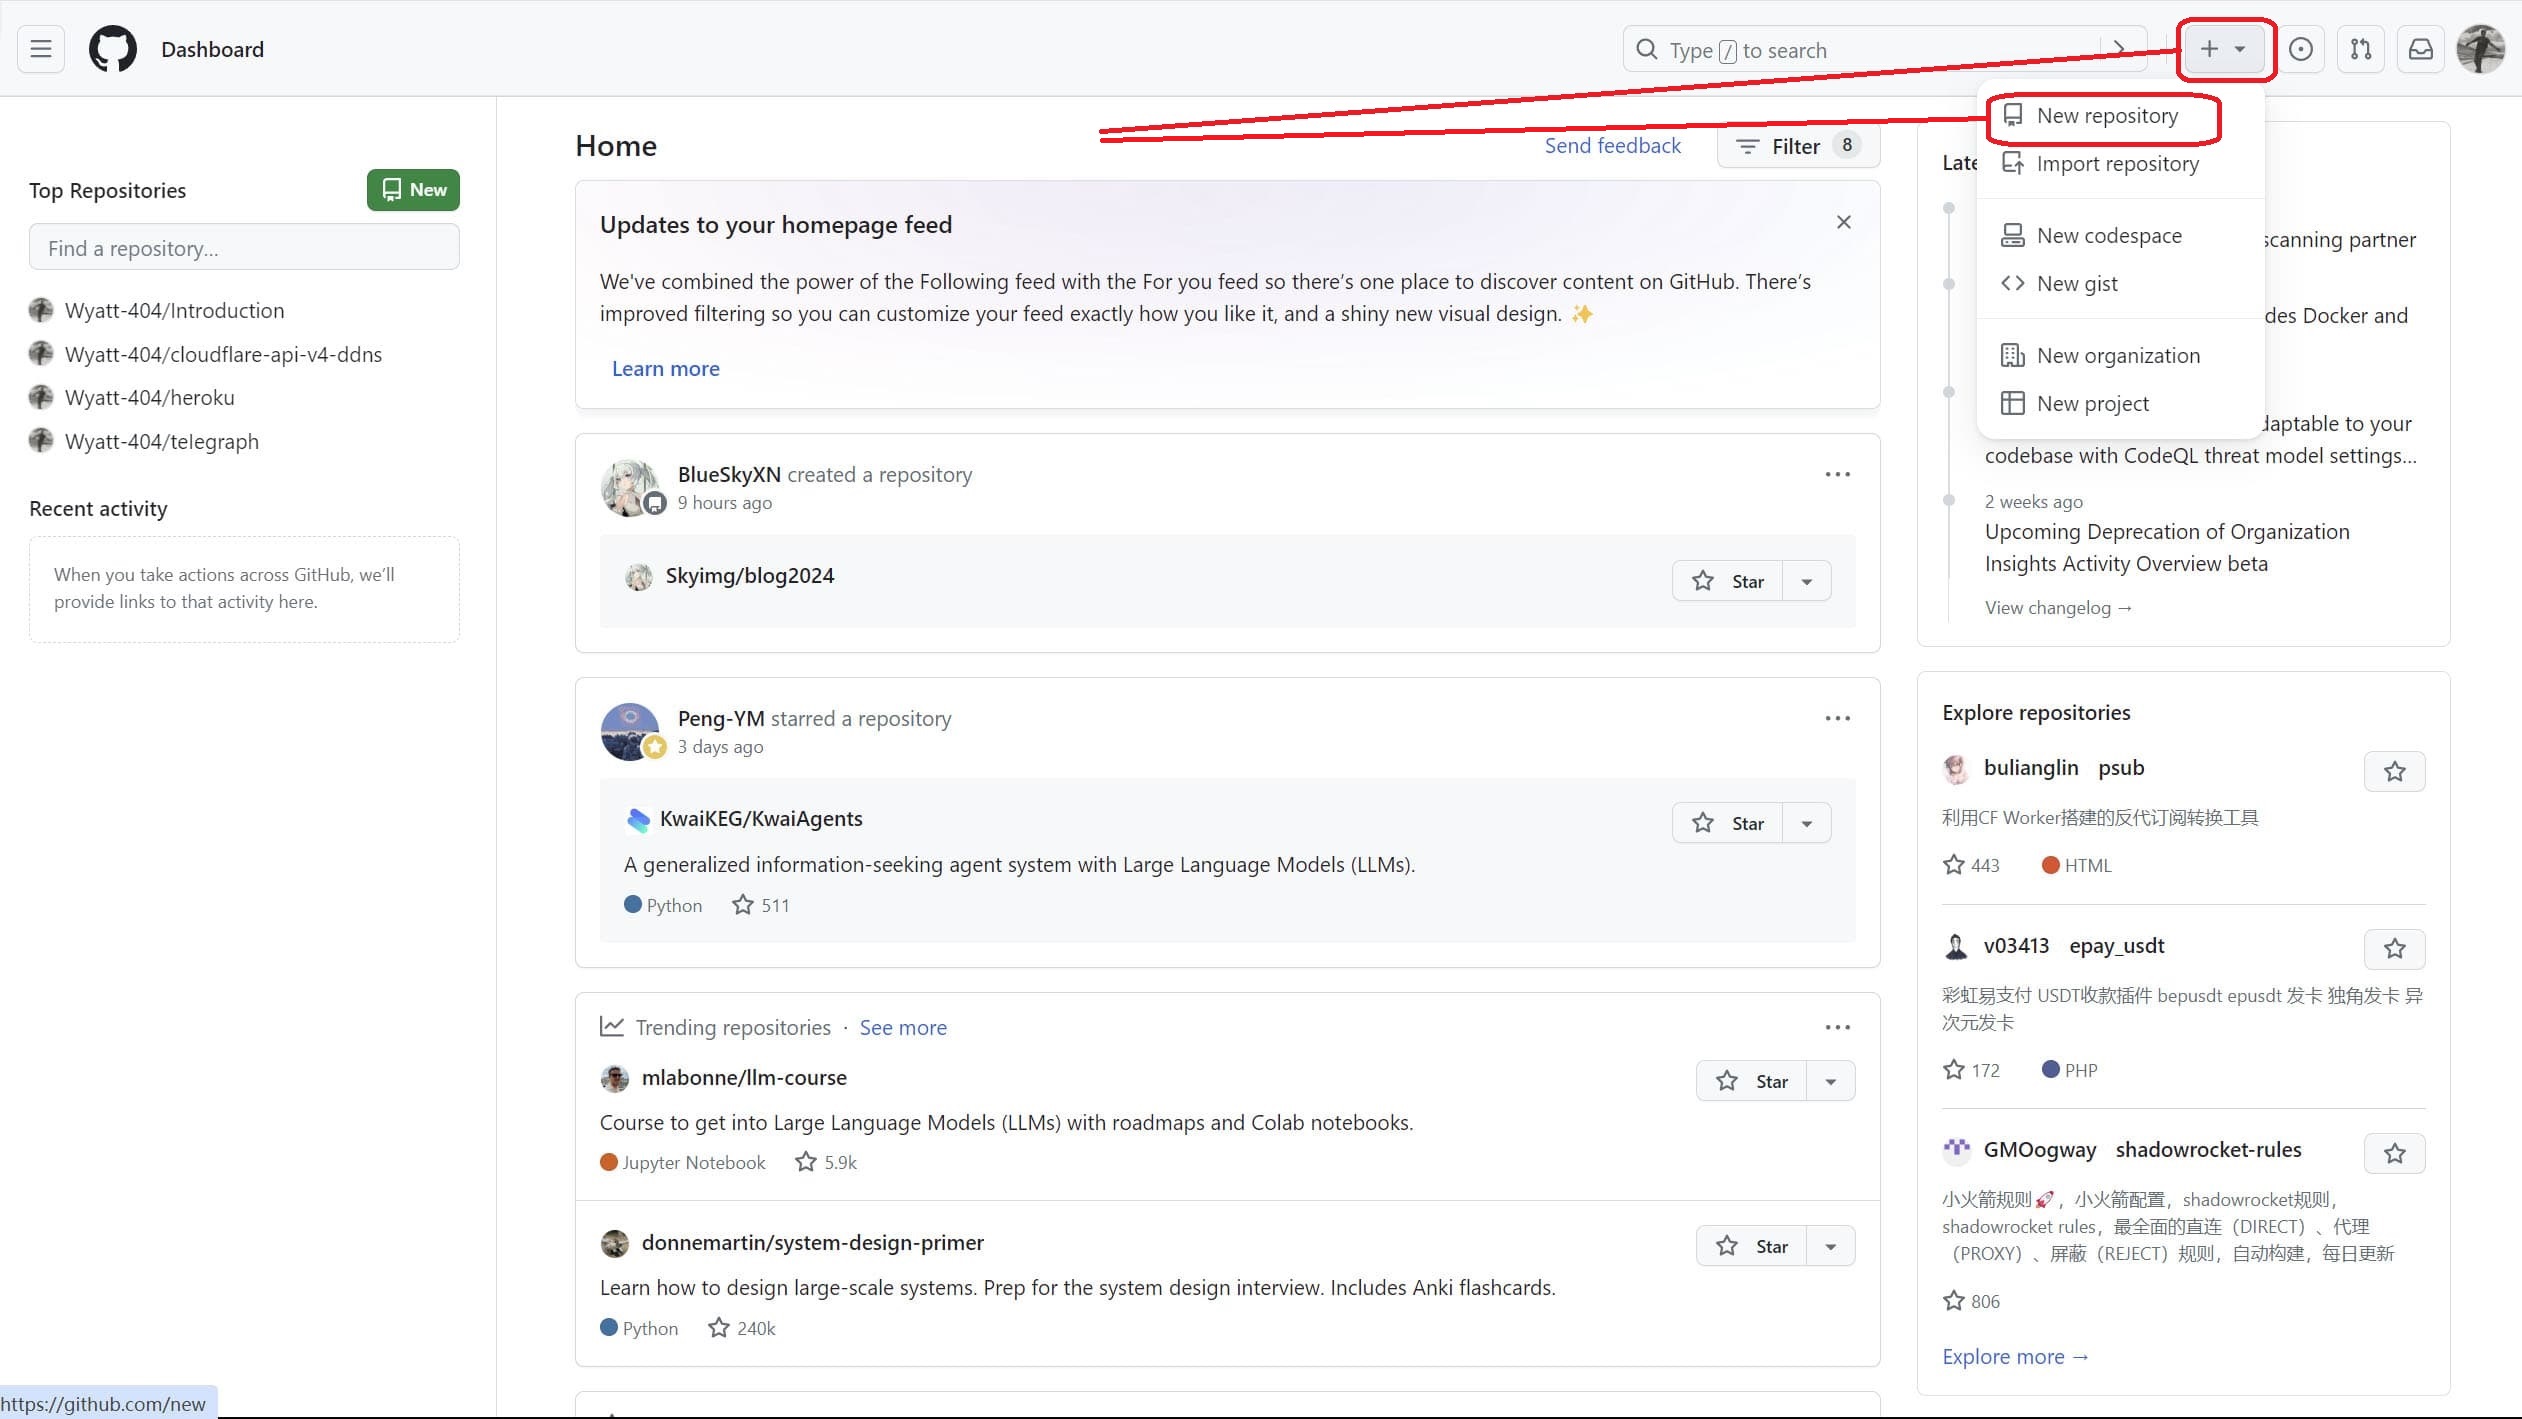 Dashboard
Type / to search
New repository
Import repository
New codespace
New gist
New organization
New project
Top Repositories
New
Find a repository...
Wyatt-404/Introduction
Wyatt-404/cloudflare-api-v4-ddns
Wyatt-404/heroku
Wyatt-404/telegraph
Recent activity
When you take actions across GitHub, we’ll
provide links to that activity here.
Home
Send feedback
Filter 8
Updates to your homepage feed
We've combined the power of the Following feed with the For you feed so there’s one place to discover content on GitHub. There’s
improved filtering so you can customize your feed exactly how you like it, and a shiny new visual design. ✨
Learn more
BlueSkyXN created a repository
9 hours ago
Skyimg/blog2024
Star
Peng-YM starred a repository
3 days ago
KwaiKEG/KwaiAgents
Star
A generalized information-seeking agent system with Large Language Models (LLMs).
Python 511
Trending repositories · See more
mlabonne/llm-course
Star
Course to get into Large Language Models (LLMs) with roadmaps and Colab notebooks.
Jupyter Notebook 5.9k
donnemartin/system-design-primer
Star
Learn how to design large-scale systems. Prep for the system design interview. Includes Anki flashcards.
Python 240k
scanning partner
Docker and
to your
codebase with CodeQL threat model settings...
2 weeks ago
Upcoming Deprecation of Organization
Insights Activity Overview beta
View changelog →
Explore repositories
bulianglin psub
利用CF Worker搭建的反代订阅转换工具
443 HTML
v03413 epay_usdt
彩虹易支付 USDT收款插件 bepusdt epusdt 发卡 独角发卡 异
次元发卡
172 PHP
GMOogway shadowrocket-rules
小火箭规则🚀，小火箭配置，shadowrocket规则，
shadowrocket rules，最全面的直连（DIRECT）、代理
（PROXY）、屏蔽（REJECT）规则，自动构建，每日更新
806
Explore more →
https://github.com/new